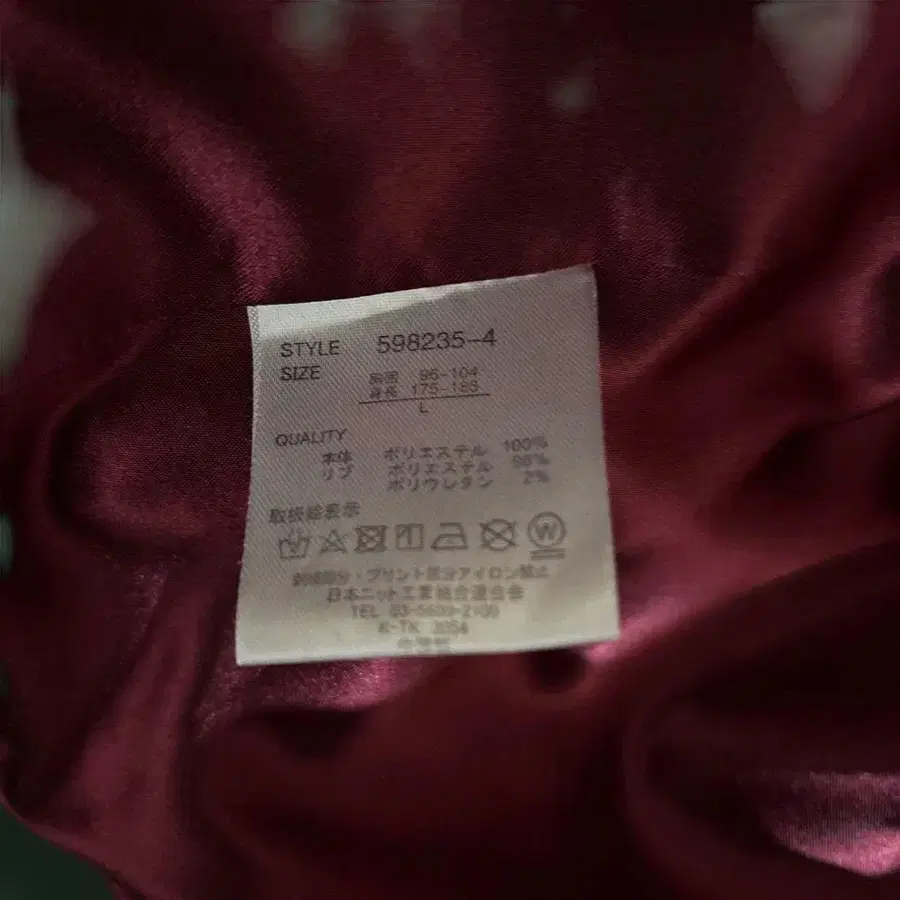 STYLE 598235-4
SIZE 胸囲 96-104
身長 175-185
L
QUALITY
本体 ポリエステル 100%
リブ ポリエステル 98%
ポリウレタン 2%
取扱絵表示
W
刺繍部分・プリント部分アイロン禁止
日本ニット工業組合連合会
TEL 03-5600-2100
K-TK 3054
中国製